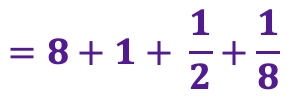 = 8 + 1 + 1/2 + 1/8